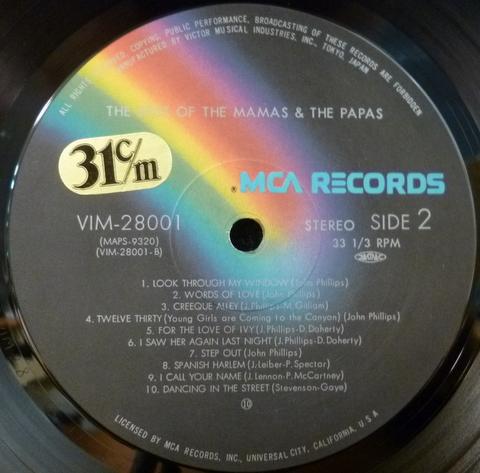 ALL RIGHTS RESERVED. COPYING, PUBLIC PERFORMANCE, BROADCASTING OF THESE RECORDS ARE FORBIDDEN
MANUFACTURED BY VICTOR MUSICAL INDUSTRIES, INC., TOKYO, JAPAN
THE BEST OF THE MAMAS & THE PAPAS
31c/m
MCA RECORDS
VIM-28001
(MAPS-9320)
(VIM-28001-B)
STEREO SIDE 2
33 1/3 RPM
1. LOOK THROUGH MY WINDOW (John Phillips)
2. WORDS OF LOVE (John Phillips)
3. CREEQUE ALLEY (J.Phillips-M.Gilliam)
4. TWELVE THIRTY (Young Girls are Coming to the Canyon) (John Phillips)
5. FOR THE LOVE OF IVY (J.Phillips-D.Doherty)
6. I SAW HER AGAIN LAST NIGHT (J.Phillips-D.Doherty)
7. STEP OUT (John Phillips)
8. SPANISH HARLEM (J.Leiber-P.Spector)
9. I CALL YOUR NAME (J.Lennon-P.McCartney)
10. DANCING IN THE STREET (Stevenson-Gaye)
10
LICENSED BY MCA RECORDS, INC., UNIVERSAL CITY, CALIFORNIA, U.S.A